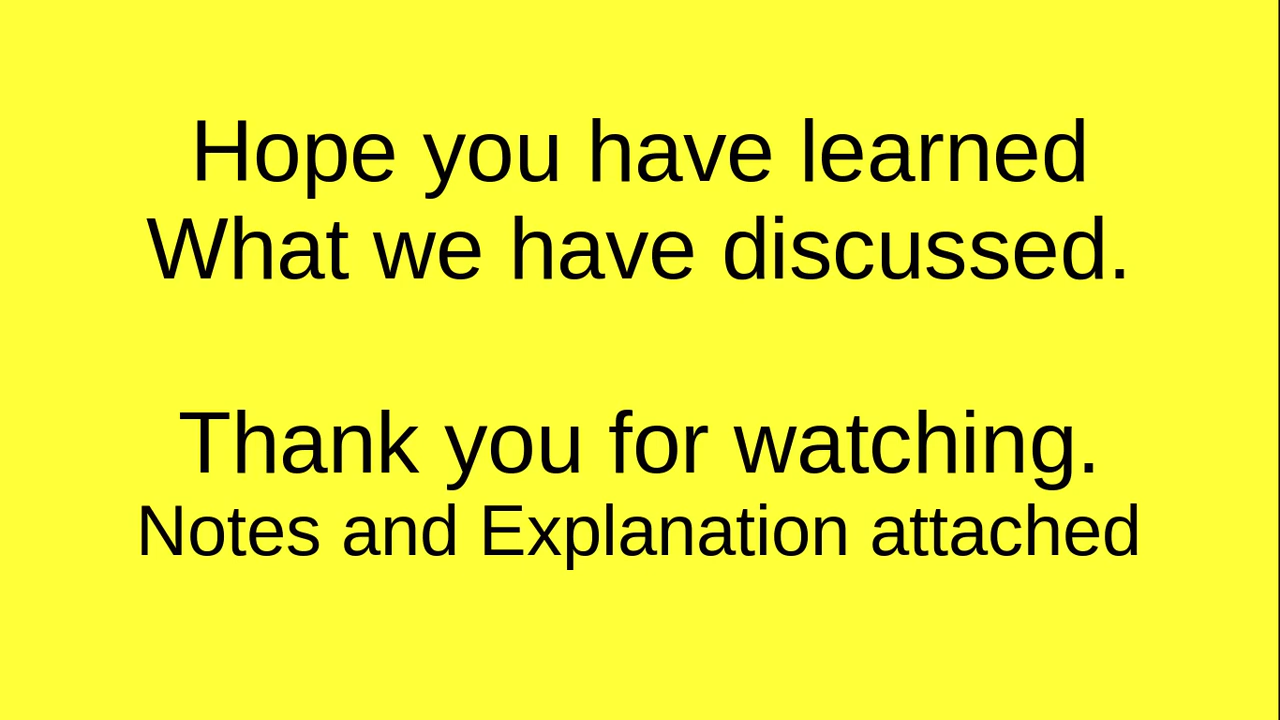 Hope you have learned
What we have discussed.
Thank you for watching.
Notes and Explanation attached